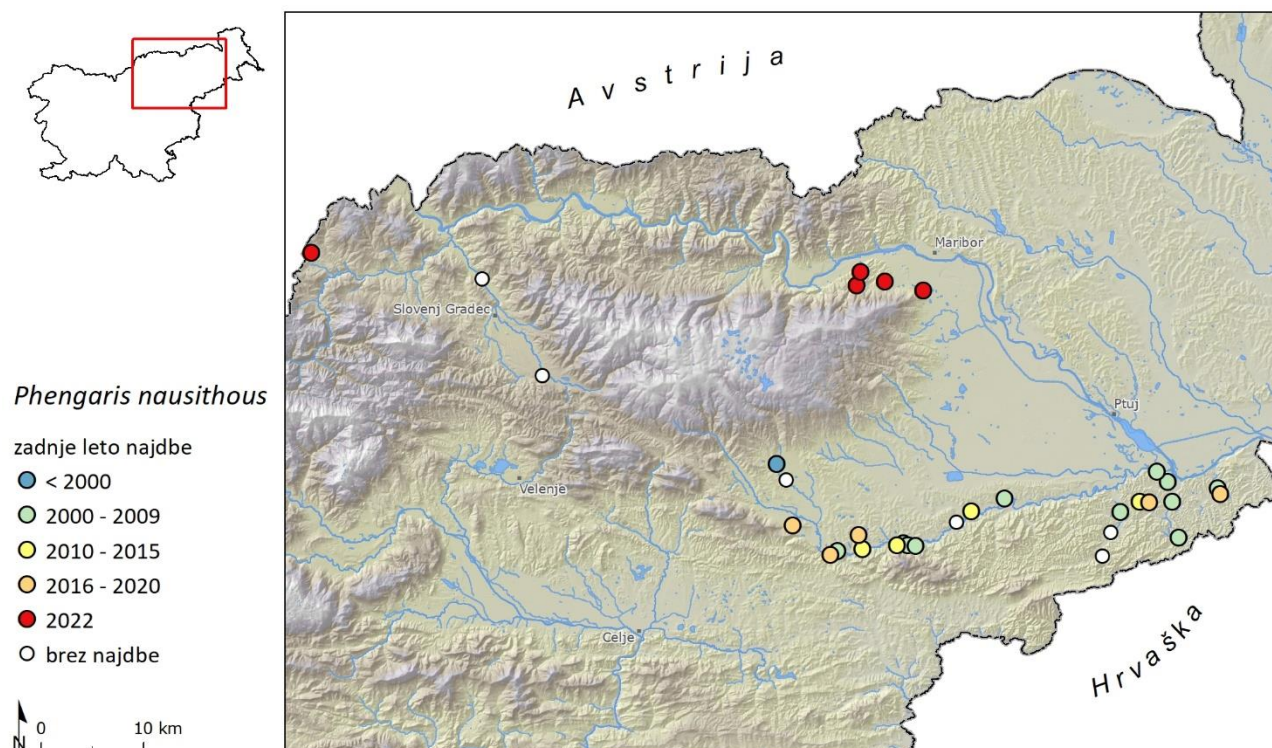 Phengaris nausithous
zadnje leto najdbe
< 2000
2000 - 2009
2010 - 2015
2016 - 2020
2022
brez najdbe
N
0 10 km
Avstrija
Maribor
Slovenj Gradec
Ptuj
Velenje
Celje
Hrvaška